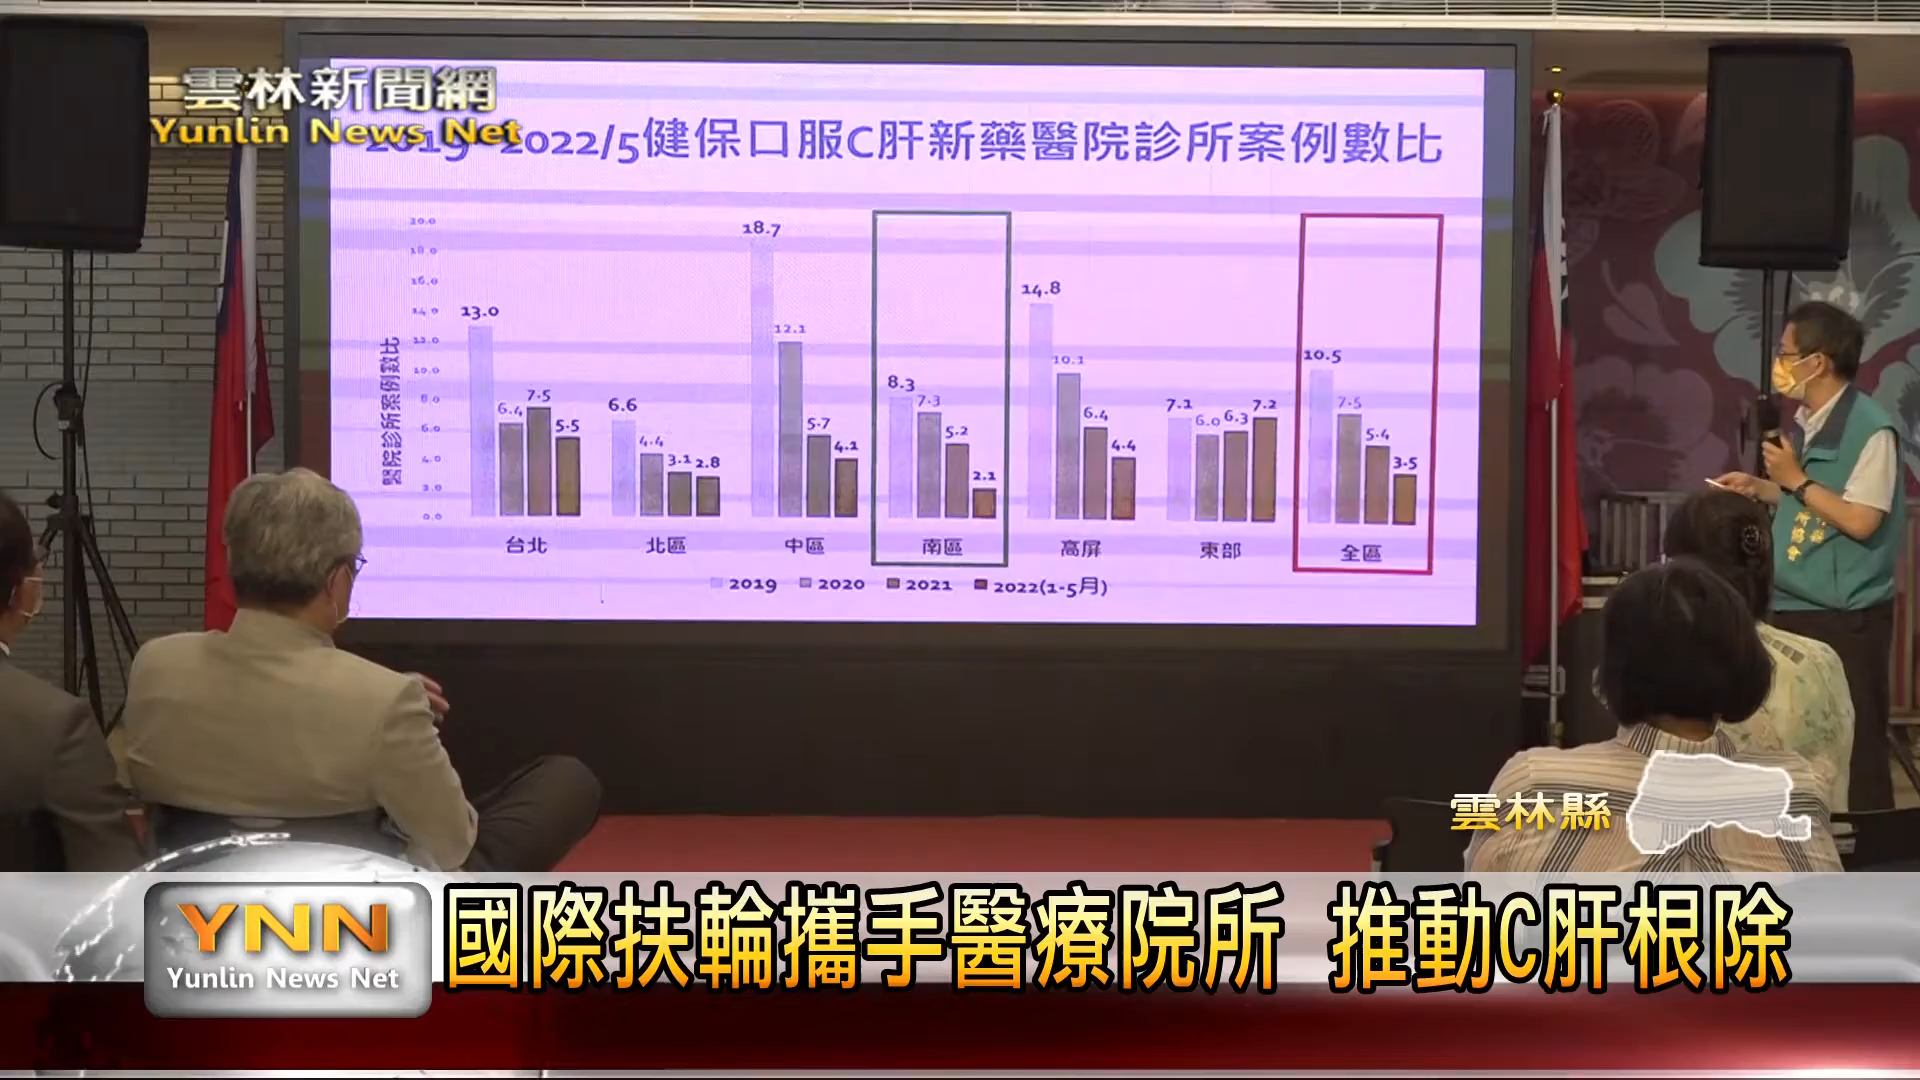 雲林新聞網
Yunlin News Net
2019-2022/5健保口服C肝新藥醫院診所案例數比
醫院診所案例數比
20.0
18.0
16.0
14.0
12.0
10.0
8.0
6.0
4.0
2.0
0.0
13.0 6.4 7.5 5.5
6.6 4.4 3.1 2.8
18.7 12.1 5.7 4.1
8.3 7.3 5.2 2.1
14.8 10.1 6.4 4.4
7.1 6.0 6.3 7.2
10.5 7.5 5.4 3.5
台北 北區 中區 南區 高屏 東部 全區
2019 2020 2021 2022(1-5月)
雲林縣
YNN
Yunlin News Net
國際扶輪攜手醫療院所 推動C肝根除